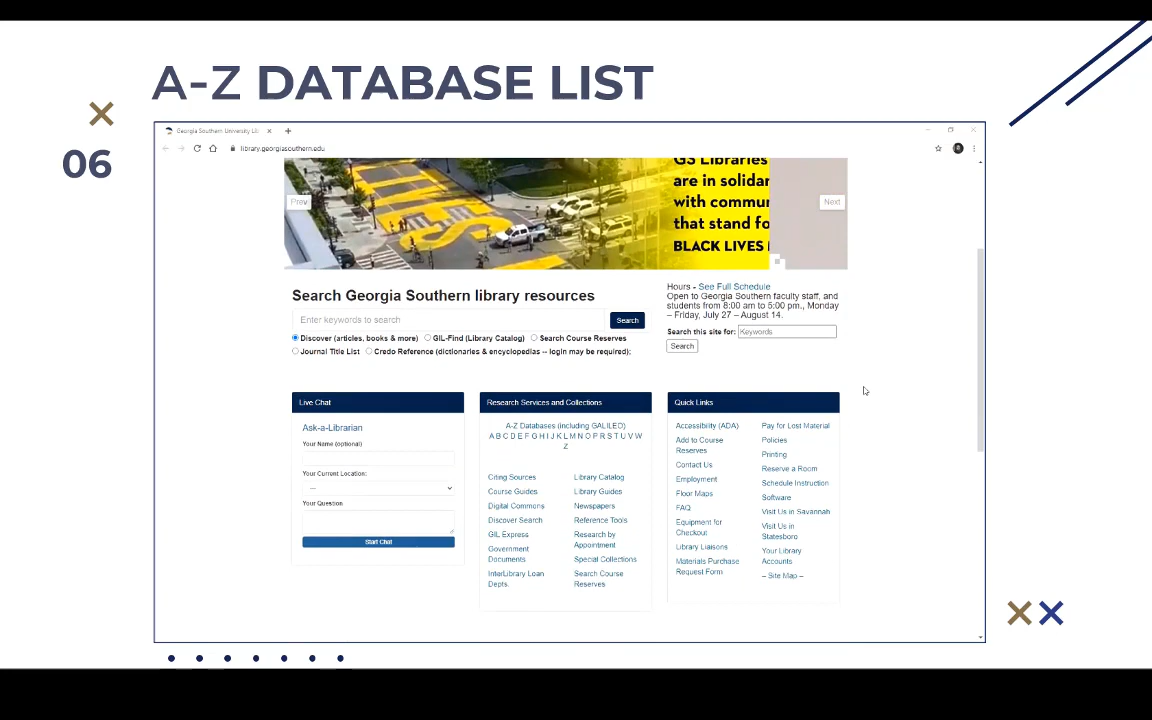 A-Z DATABASE LIST
06
Georgia Southern University Lib
library.georgiasouthern.edu
GS Libraries
are in solidar
with commun
that stand fo
BLACK LIVES
Prev
Next
Search Georgia Southern library resources
Enter keywords to search
Search
Discover (articles, books & more)
GIL-Find (Library Catalog)
Search Course Reserves
Journal Title List
Credo Reference (dictionaries & encyclopedias -- login may be required);
Hours - See Full Schedule
Open to Georgia Southern faculty staff, and
students from 8:00 am to 5:00 pm., Monday
– Friday, July 27 – August 14.
Search this site for: Keywords
Search
Live Chat
Ask-a-Librarian
Your Name (optional)
Your Current Location:
---
Your Question
Start Chat
Research Services and Collections
A-Z Databases (including GALILEO)
A B C D E F G H I J K L M N O P R S T U V W
Z
Citing Sources
Course Guides
Digital Commons
Discover Search
GIL Express
Government
Documents
InterLibrary Loan
Depts.
Library Catalog
Library Guides
Newspapers
Reference Tools
Research by
Appointment
Special Collections
Search Course
Reserves
Quick Links
Accessibility (ADA)
Add to Course
Reserves
Contact Us
Employment
Floor Maps
FAQ
Equipment for
Checkout
Library Liaisons
Materials Purchase
Request Form
Pay for Lost Material
Policies
Printing
Reserve a Room
Schedule Instruction
Software
Visit Us in Savannah
Visit Us in
Statesboro
Your Library
Accounts
– Site Map –